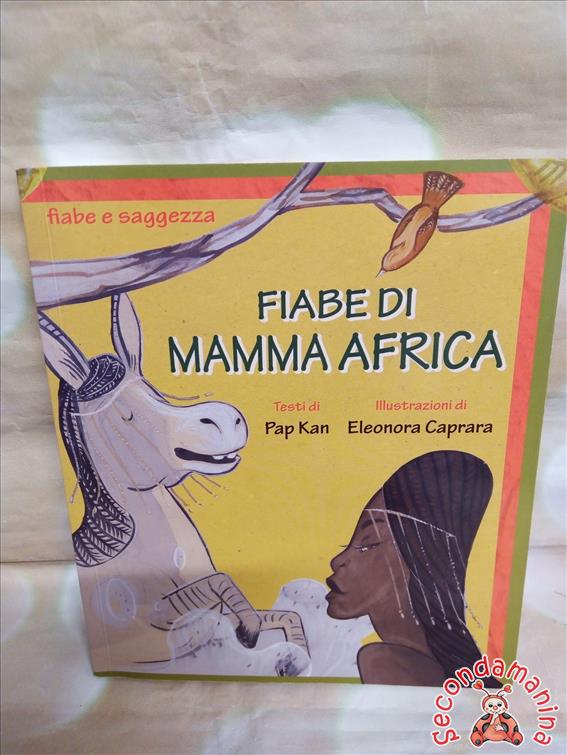 fiabe e saggezza
FIABE DI
MAMMA AFRICA
Testi di
Illustrazioni di
Pap Kan
Eleonora Caprara
Secondamanina